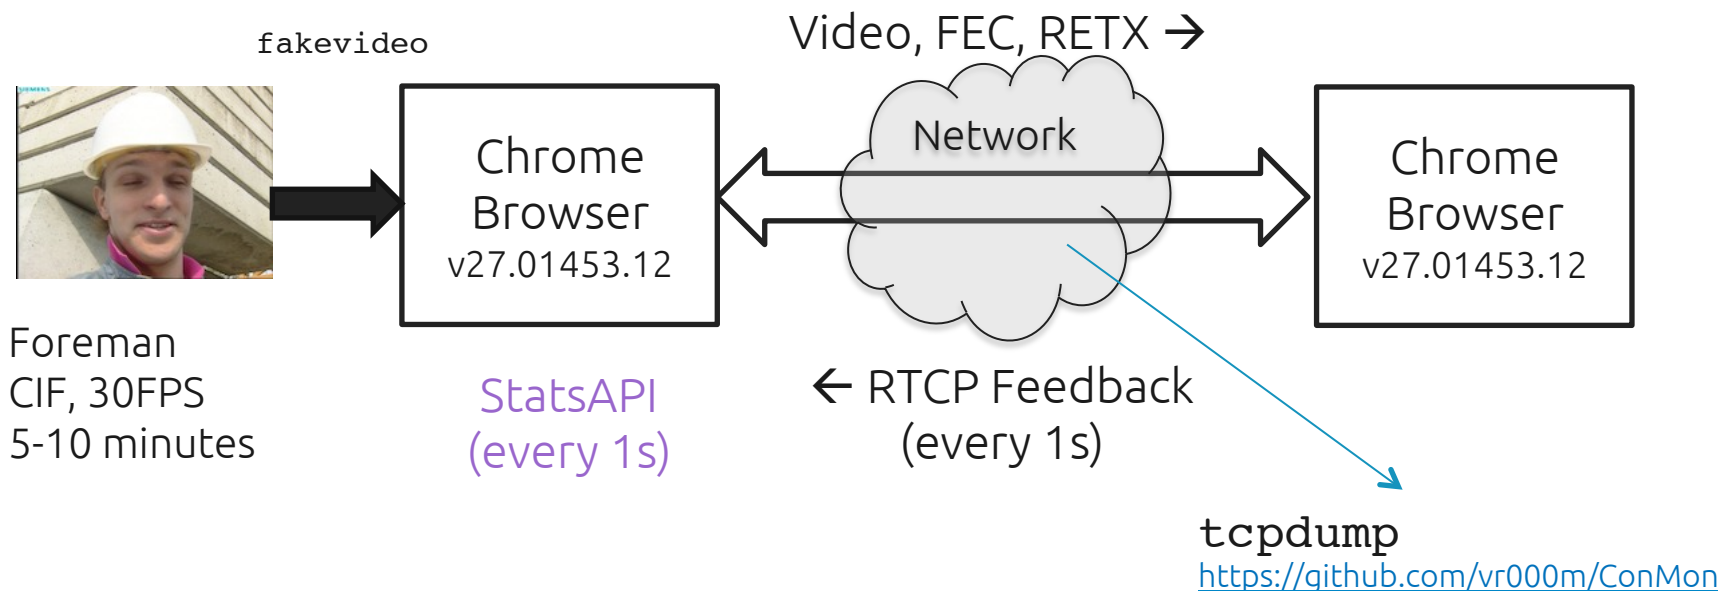 fakevideo
Video, FEC, RETX →
Chrome
Browser
v27.01453.12
Network
Chrome
Browser
v27.01453.12
Foreman
CIF, 30FPS
5-10 minutes
StatsAPI
(every 1s)
← RTCP Feedback
(every 1s)
tcpdump
https://github.com/vr000m/ConMon